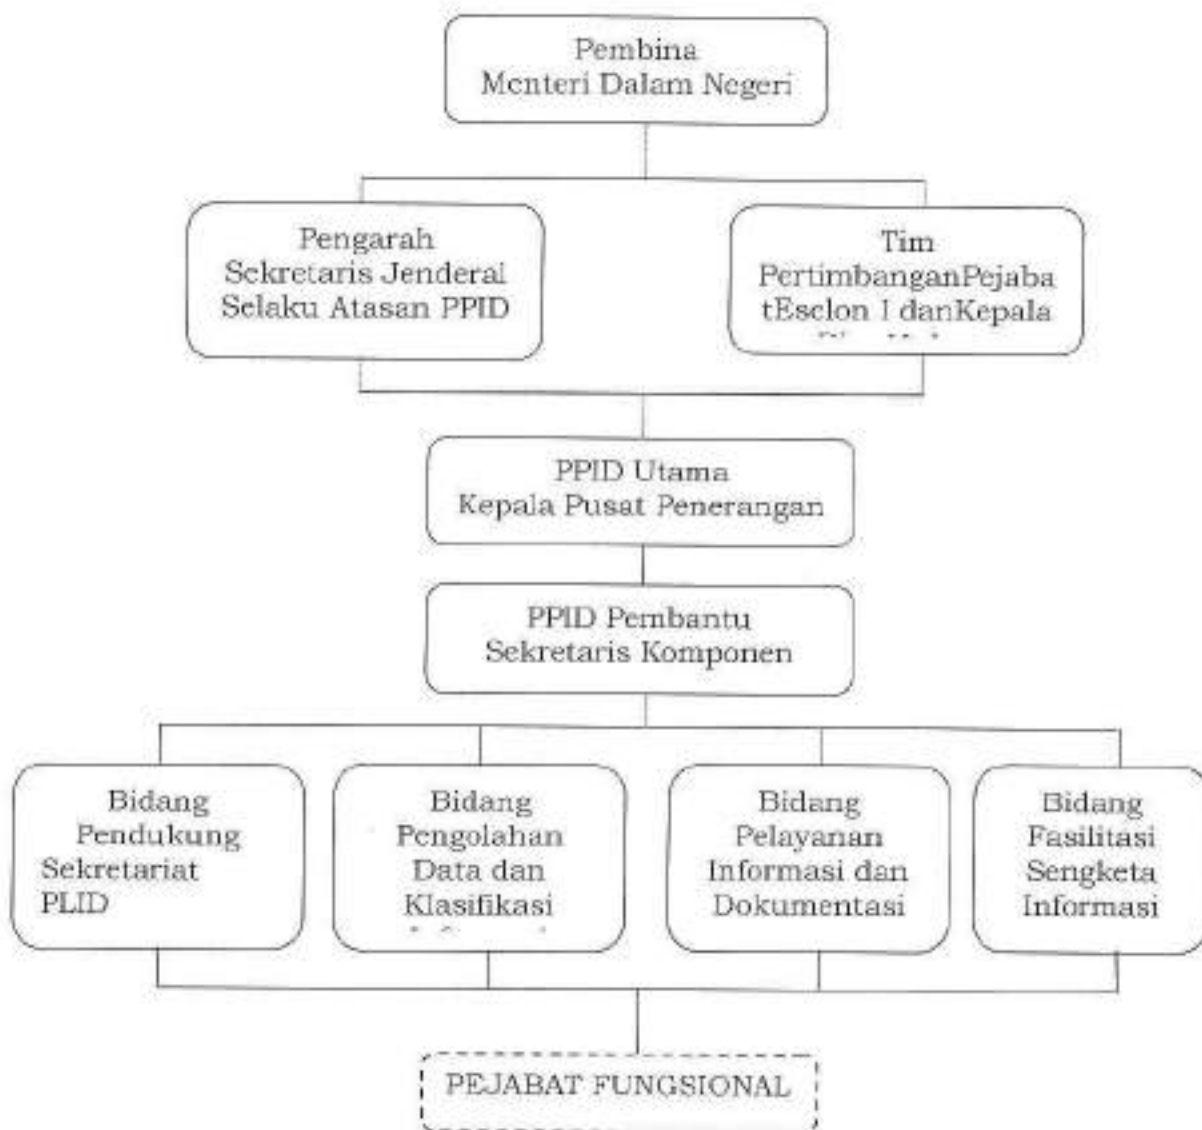 Pembina
Menteri Dalam Negeri
Pengarah
Sekretaris Jenderal
Selaku Atasan PPID
Tim
PertimbanganPejaba
tEselon I danKepala
PPID Utama
Kepala Pusat Penerangan
PPID Pembantu
Sekretaris Komponen
Bidang
Pendukung
Sekretariat
PLID
Bidang
Pengolahan
Data dan
Klasifikasi
Bidang
Pelayanan
Informasi dan
Dokumentasi
Bidang
Fasilitasi
Sengketa
Informasi
PEJABAT FUNGSIONAL